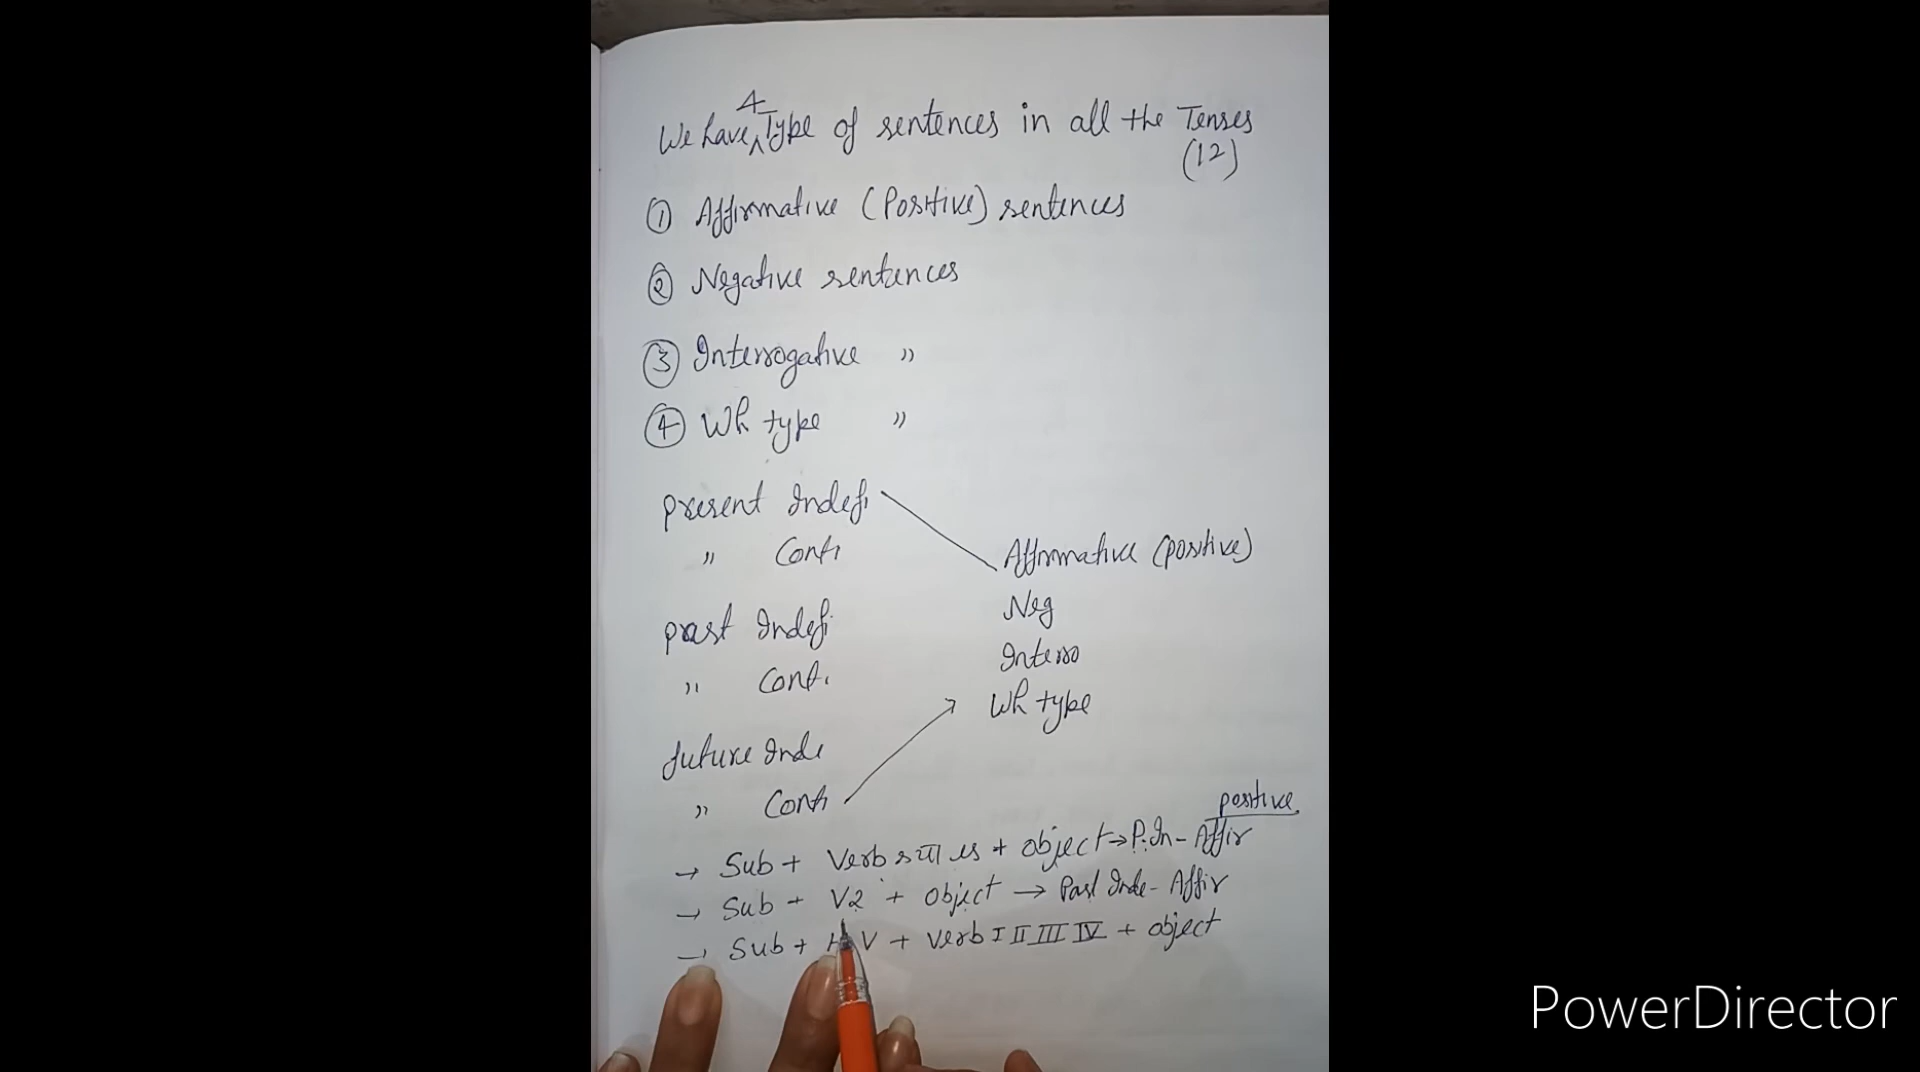 We have 4 Type of sentences in all the Tenses
(12)
① Affirmative (Positive) sentences
② Negative sentences
③ Interrogative "
④ Wh type "
present Indefi
" Conti
Affirmative (positive)
Neg
past Indefi
Interro
" Conti
Wh type
future Inde
" Conti
positive
→ Sub + Verb es + object → P.In - Affir
→ Sub + V2 + object → Past Inde - Affir
→ Sub + V + verb I II III IV + object
PowerDirector